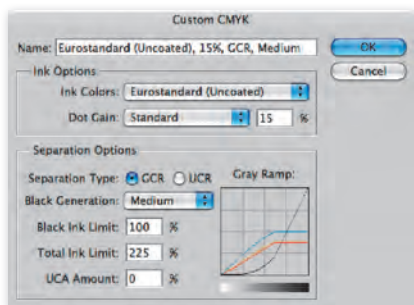 Custom CMYK
Name: Eurostandard (Uncoated), 15%, GCR, Medium
OK
Cancel
Ink Options
Ink Colors: Eurostandard (Uncoated)
Dot Gain: Standard 15 %
Separation Options
Separation Type: GCR UCR Gray Ramp:
Black Generation: Medium
Black Ink Limit: 100 %
Total Ink Limit: 225 %
UCA Amount: 0 %